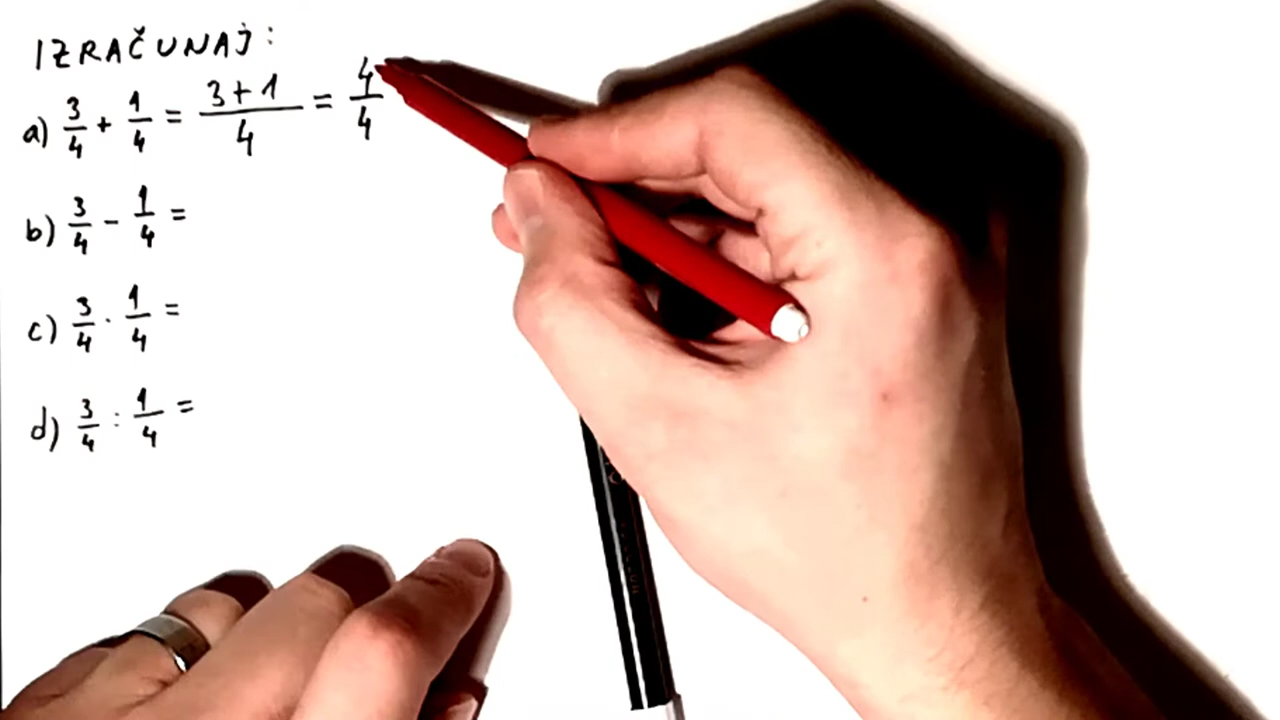 IZRAČUNAJ:
a) 3/4 + 1/4 = 3+1/4 = 4/4
b) 3/4 - 1/4 =
c) 3/4 · 1/4 =
d) 3/4 : 1/4 =